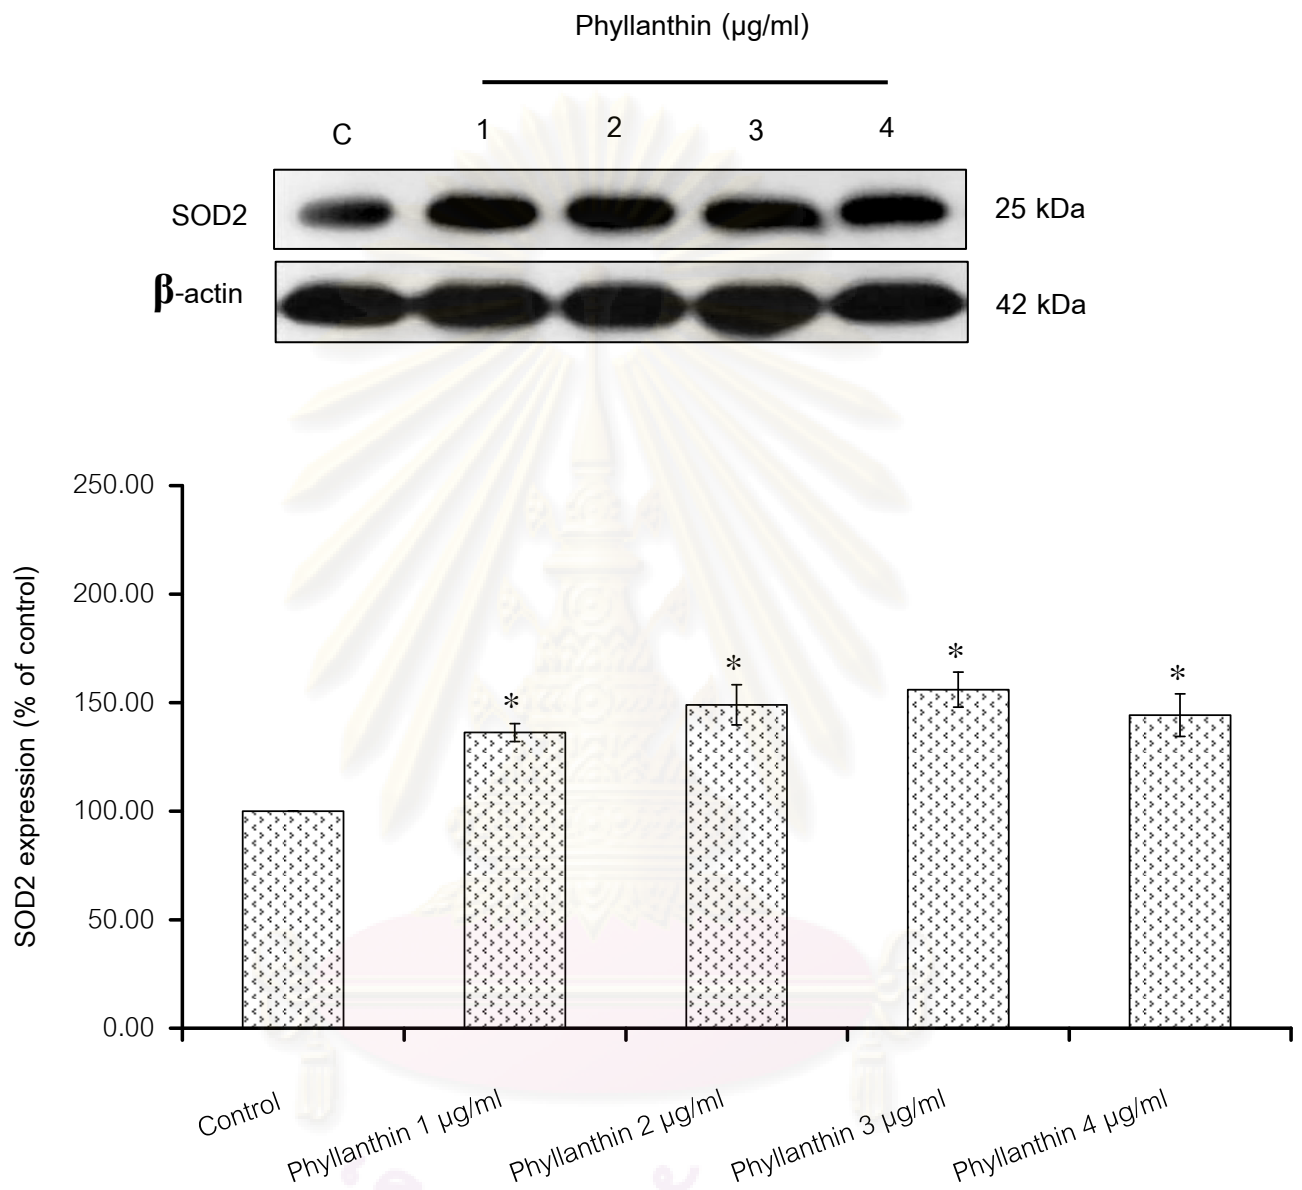 Phyllanthin (µg/ml)
C 1 2 3 4
SOD2 25 kDa
β-actin 42 kDa
SOD2 expression (% of control)
250.00
200.00
150.00
100.00
50.00
0.00
* * * *
Control
Phyllanthin 1 µg/ml
Phyllanthin 2 µg/ml
Phyllanthin 3 µg/ml
Phyllanthin 4 µg/ml